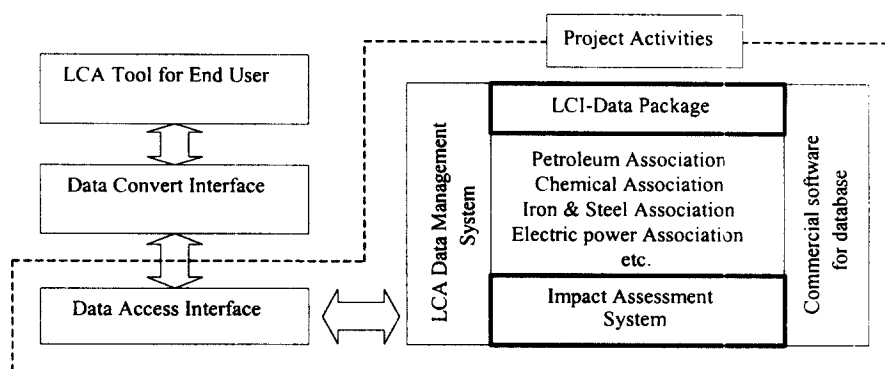 Project Activities
LCA Tool for End User
Data Convert Interface
Data Access Interface
LCA Data Management
System
LCI-Data Package
Petroleum Association
Chemical Association
Iron & Steel Association
Electric power Association
etc.
Impact Assessment
System
Commercial software
for database